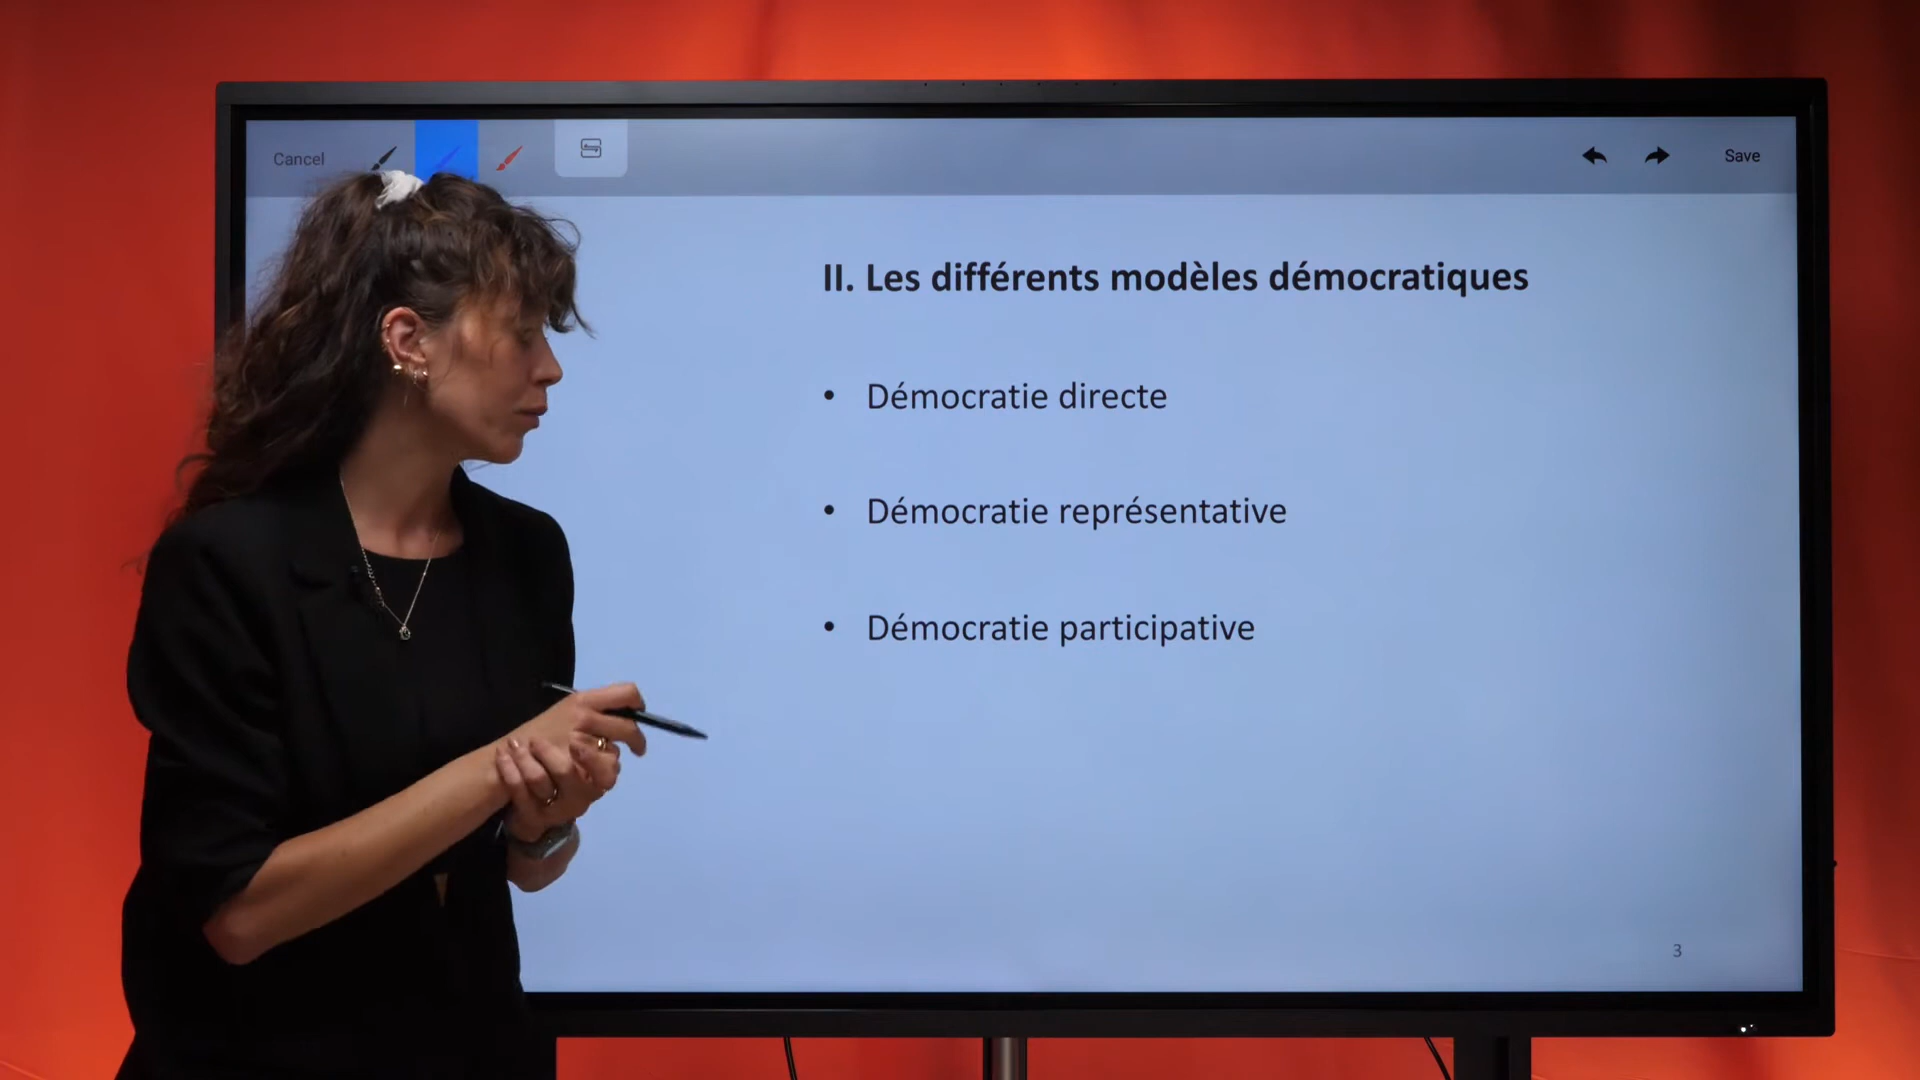 Cancel
Save
II. Les différents modèles démocratiques
• Démocratie directe
• Démocratie représentative
• Démocratie participative
3